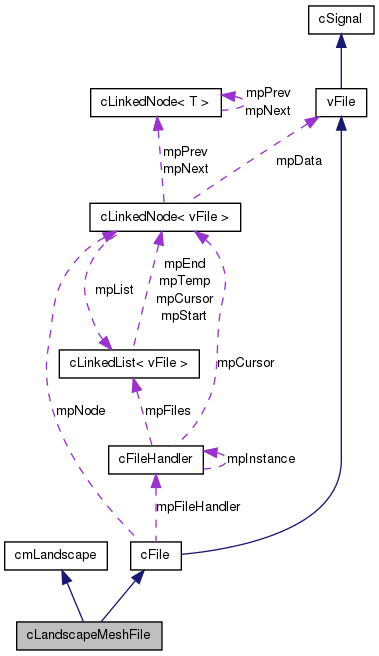 cSignal
cLinkedNode< T >
mpPrev
mpNext
vFile
mpPrev
mpNext
mpData
cLinkedNode< vFile >
mpList
mpEnd
mpTemp
mpCursor
mpStart
cLinkedList< vFile >
mpCursor
mpNode
mpFiles
cFileHandler
mpInstance
mpFileHandler
cmLandscape
cFile
cLandscapeMeshFile